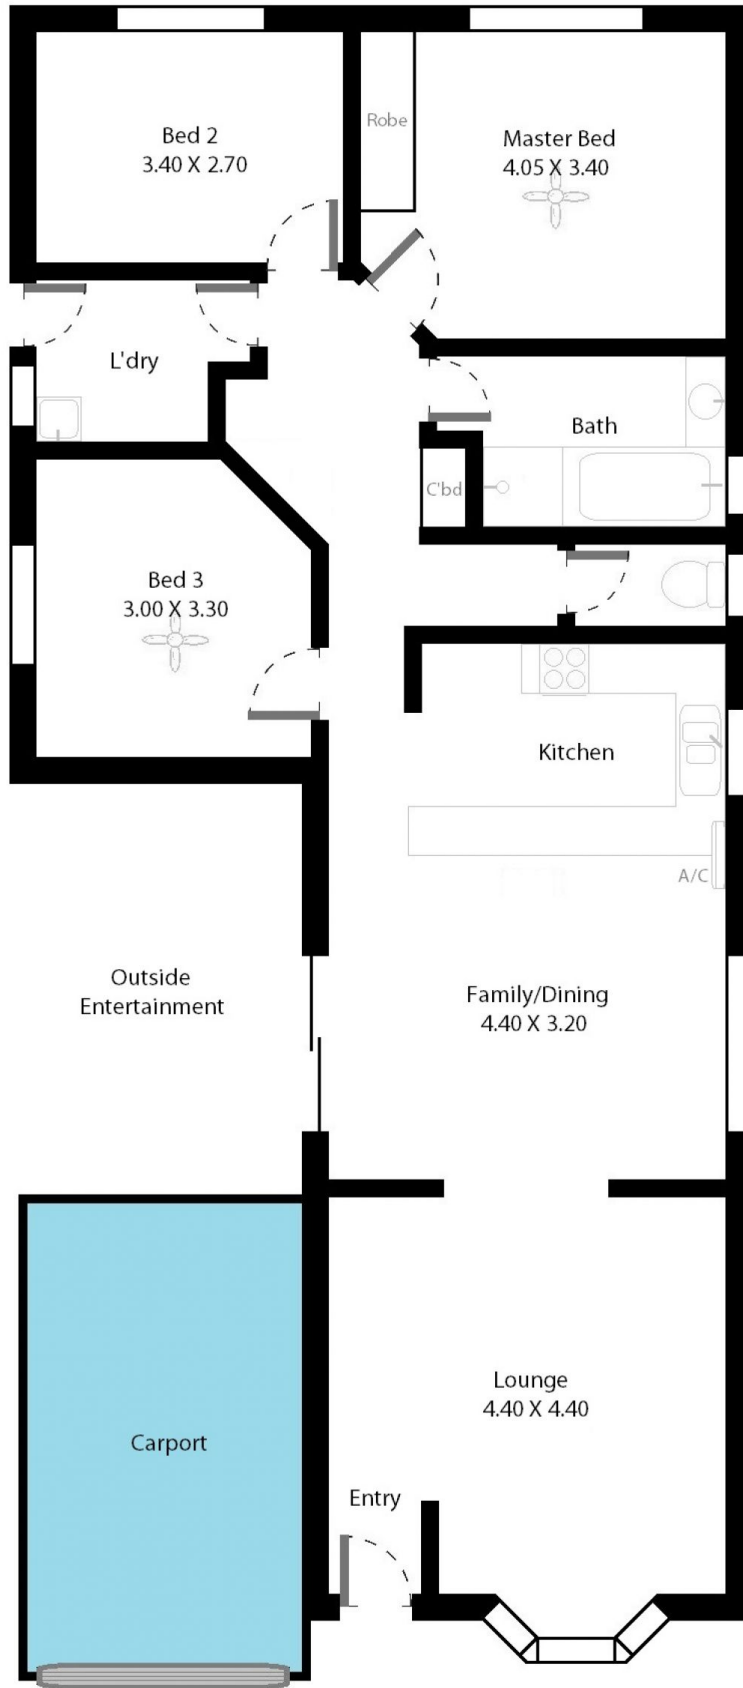 Bed 2
3.40 X 2.70
Robe
Master Bed
4.05 X 3.40
L'dry
Bath
C'bd
Bed 3
3.00 X 3.30
Kitchen
A/C
Outside
Entertainment
Family/Dining
4.40 X 3.20
Lounge
4.40 X 4.40
Carport
Entry